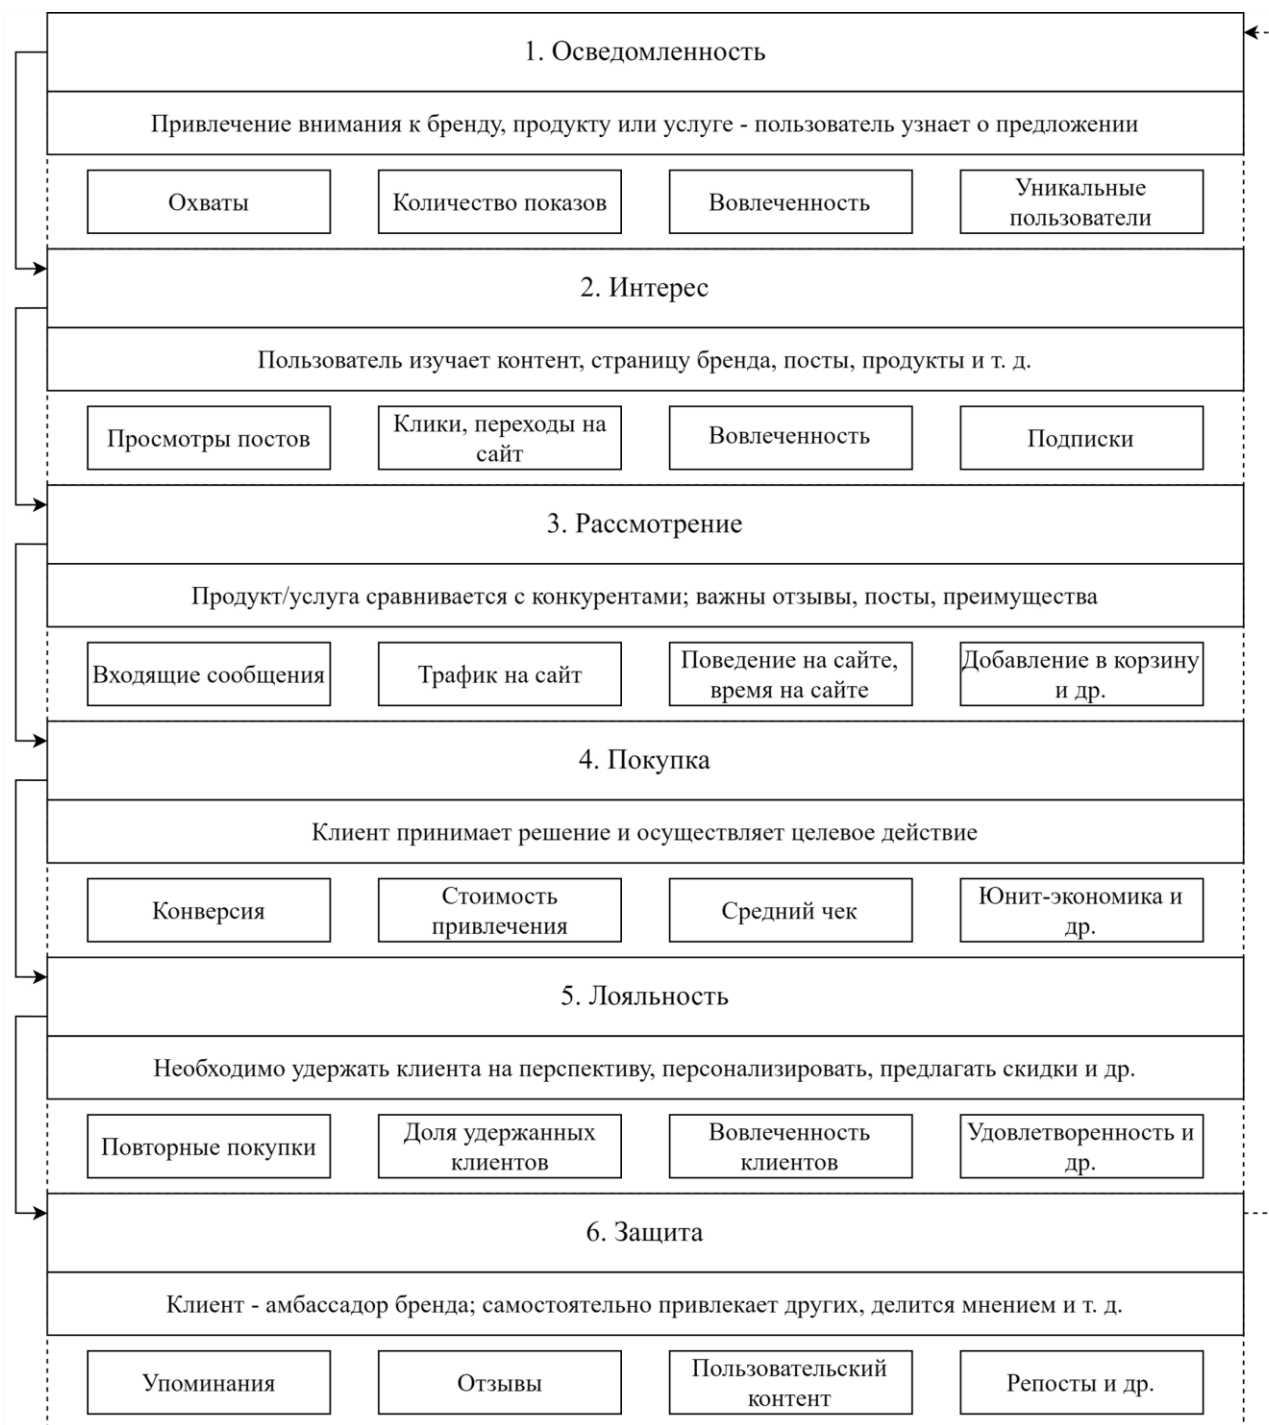 1. Осведомленность
Привлечение внимания к бренду, продукту или услуге - пользователь узнает о предложении
Охваты
Количество показов
Вовлеченность
Уникальные
пользователи
2. Интерес
Пользователь изучает контент, страницу бренда, посты, продукты и т. д.
Просмотры постов
Клики, переходы на
сайт
Вовлеченность
Подписки
3. Рассмотрение
Продукт/услуга сравнивается с конкурентами; важны отзывы, посты, преимущества
Входящие сообщения
Трафик на сайт
Поведение на сайте,
время на сайте
Добавление в корзину
и др.
4. Покупка
Клиент принимает решение и осуществляет целевое действие
Конверсия
Стоимость
привлечения
Средний чек
Юнит-экономика и
др.
5. Лояльность
Необходимо удержать клиента на перспективу, персонализировать, предлагать скидки и др.
Повторные покупки
Доля удержанных
клиентов
Вовлеченность
клиентов
Удовлетворенность и
др.
6. Защита
Клиент - амбассадор бренда; самостоятельно привлекает других, делится мнением и т. д.
Упоминания
Отзывы
Пользовательский
контент
Репосты и др.